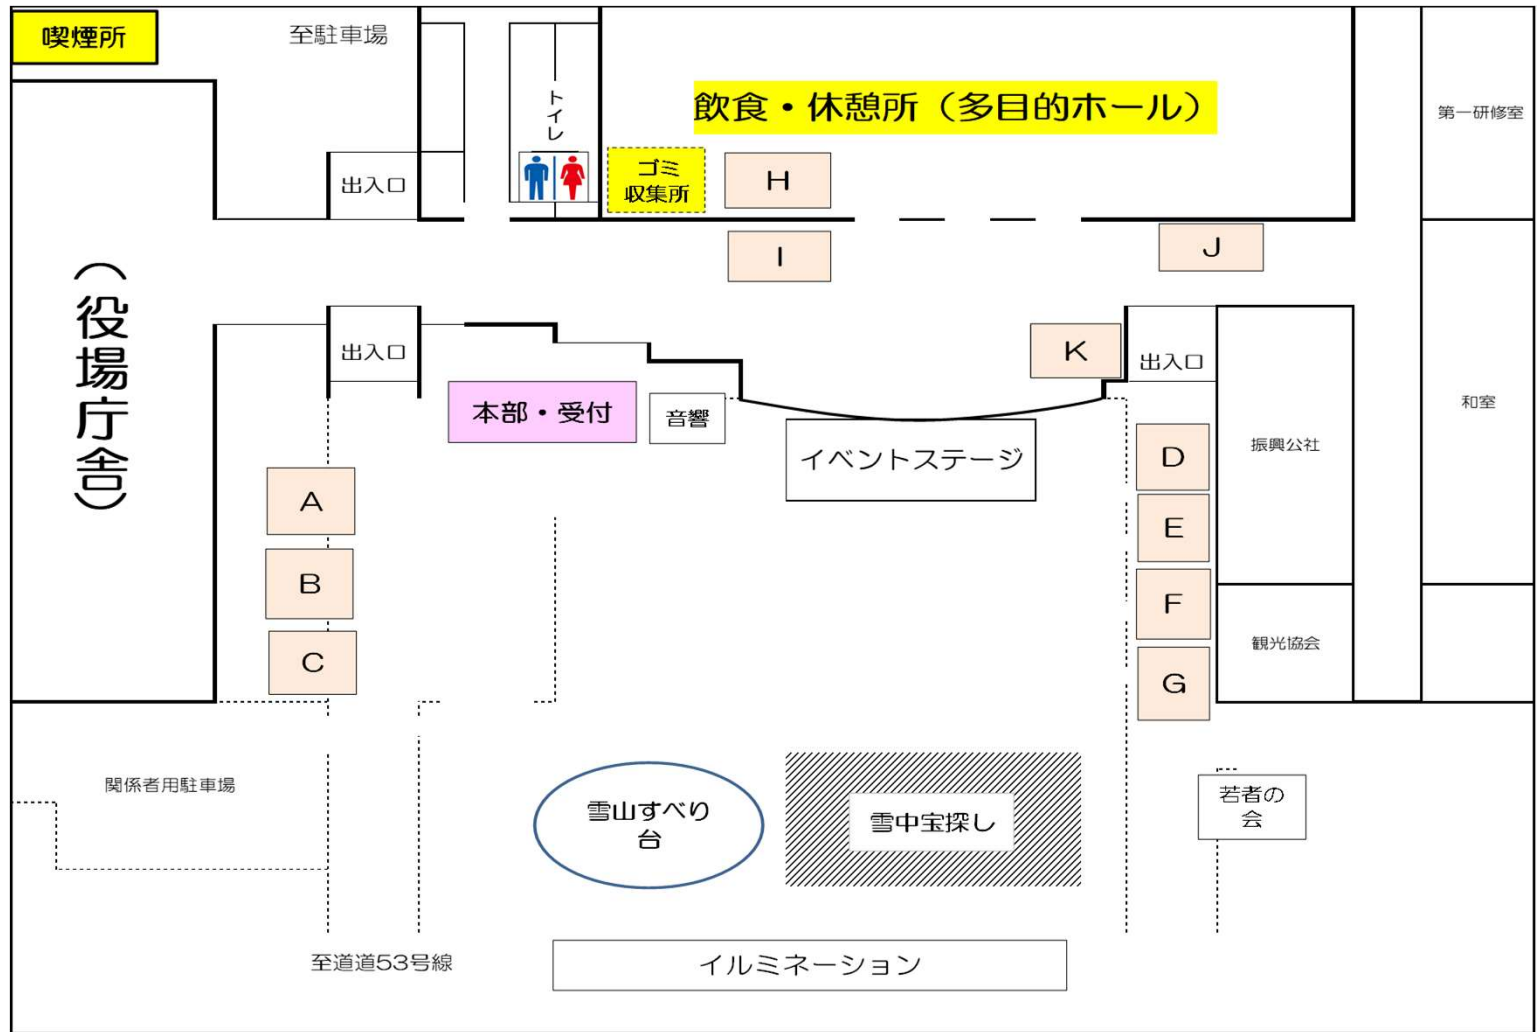 喫煙所
至駐車場
トイレ
飲食・休憩所（多目的ホール）
第一研修室
出入口
ゴミ
収集所
H
I
J
（役場庁舎）
出入口
K
出入口
本部・受付
音響
イベントステージ
和室
D
振興公社
A
E
B
F
C
観光協会
G
関係者用駐車場
雪山すべり
台
雪中宝探し
若者の
会
至道道53号線
イルミネーション